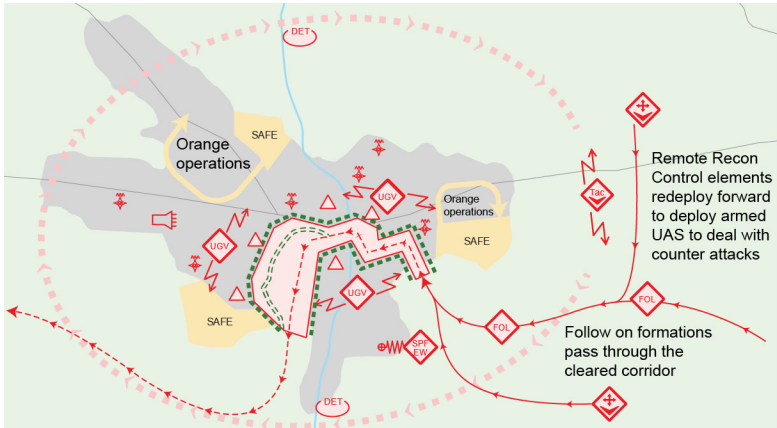 DET
Orange
operations
SAFE
Remote Recon
Control elements
redeploy forward
to deploy armed
UAS to deal with
counter attacks
Tac
UGV
Orange
operations
SAFE
UGV
UGV
SAFE
FOL
FOL
SPF
EW
Follow on formations
pass through the
cleared corridor
DET